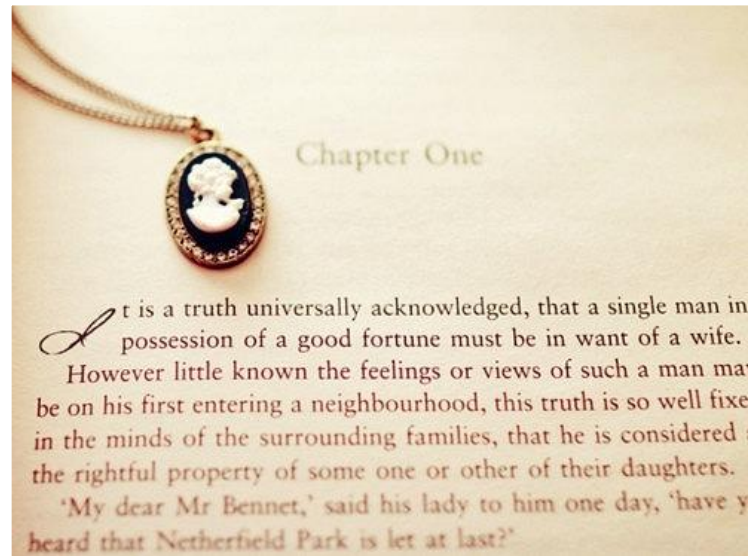 Chapter One
It is a truth universally acknowledged, that a single man in
possession of a good fortune must be in want of a wife.
However little known the feelings or views of such a man
be on his first entering a neighbourhood, this truth is so well
in the minds of the surrounding families, that he is considered
the rightful property of some one or other of their daughters.
‘My dear Mr Bennet,’ said his lady to him one day, ‘have
heard that Netherfield Park is let at last?’